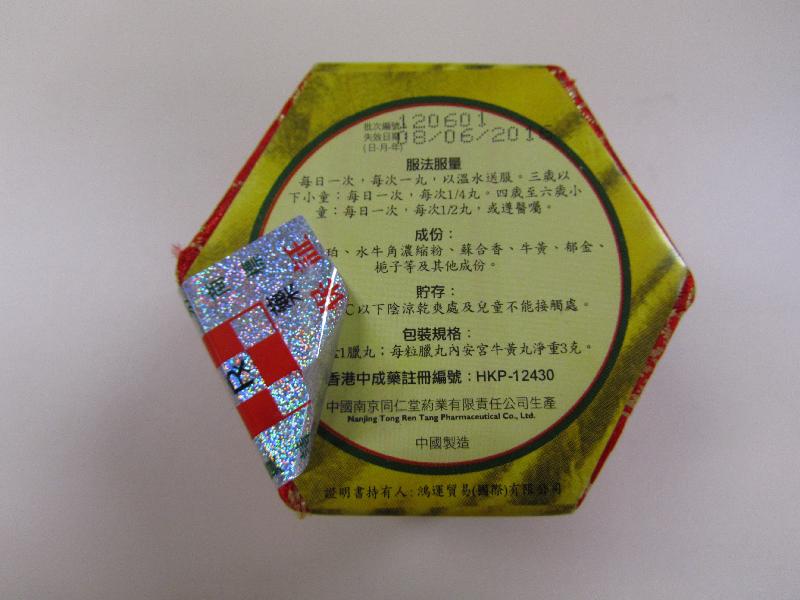 批次編號 120601
失效日期 08/06/2016
(日-月-年)
服法服量
每日一次，每次一丸，以溫水送服。三歲以
下小童：每日一次，每次1/4丸。四歲至六歲小
童：每日一次，每次1/2丸，或遵醫囑。
成份：
珀、水牛角濃縮粉、蘇合香、牛黃、郁金、
梔子等及其他成份。
貯存：
C以下陰涼乾爽處及兒童不能接觸處。
包裝規格：
1臘丸；每粒臘丸內安宮牛黃丸淨重3克。
香港中成藥註冊編號：HKP-12430
中國南京同仁堂葯業有限責任公司生產
Nanjing Tong Ren Tang Pharmaceutical Co., Ltd.
中國製造
證明書持有人：鴻運貿易(國際)有限公司
Rx
藥